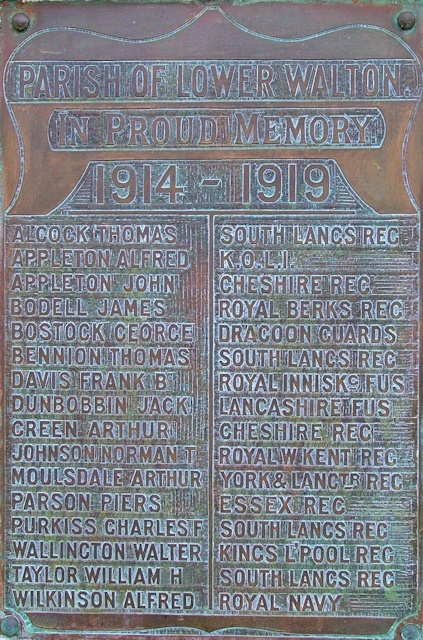 PARISH OF LOWER WALTON.
IN PROUD MEMORY
1914 - 1919
ALCOCK THOMAS SOUTH LANCS REG
APPLETON ALFRED K.O.L.I.
APPLETON JOHN CHESHIRE REG
BODELL JAMES ROYAL BERKS REG
BOSTOCK GEORGE DRAGOON GUARDS
BENNION THOMAS SOUTH LANCS REG
DAVIS FRANK B ROYAL INNISKG FUS
DUNBOBBIN JACK LANCASHIRE FUS
GREEN ARTHUR CHESHIRE REG
JOHNSON NORMAN T ROYAL W KENT REG
MOULSDALE ARTHUR YORK & LANCTR REG
PARSON PIERS ESSEX REG
PURKISS CHARLES F SOUTH LANCS REG
WALLINGTON WALTER KINGS L'POOL REG
TAYLOR WILLIAM H SOUTH LANCS REG
WILKINSON ALFRED ROYAL NAVY